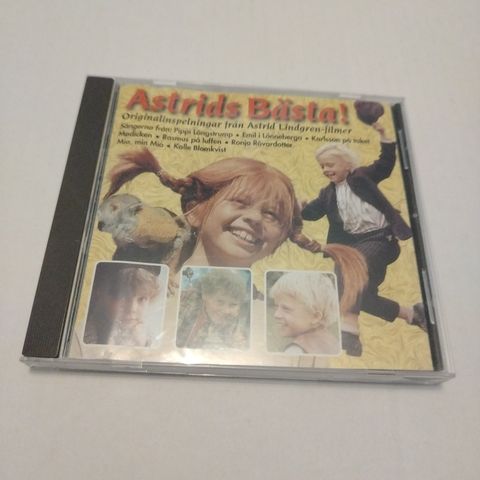 Astrids Bästa!
Originalinspelningar från Astrid Lindgren-filmer
Sångerna från: Pippi Långstrump • Emil i Lönneberga • Karlsson på taket
Madicken • Rasmus på luffen • Ronja Rövardotter
Mio, min Mio • Kalle Blomkvist